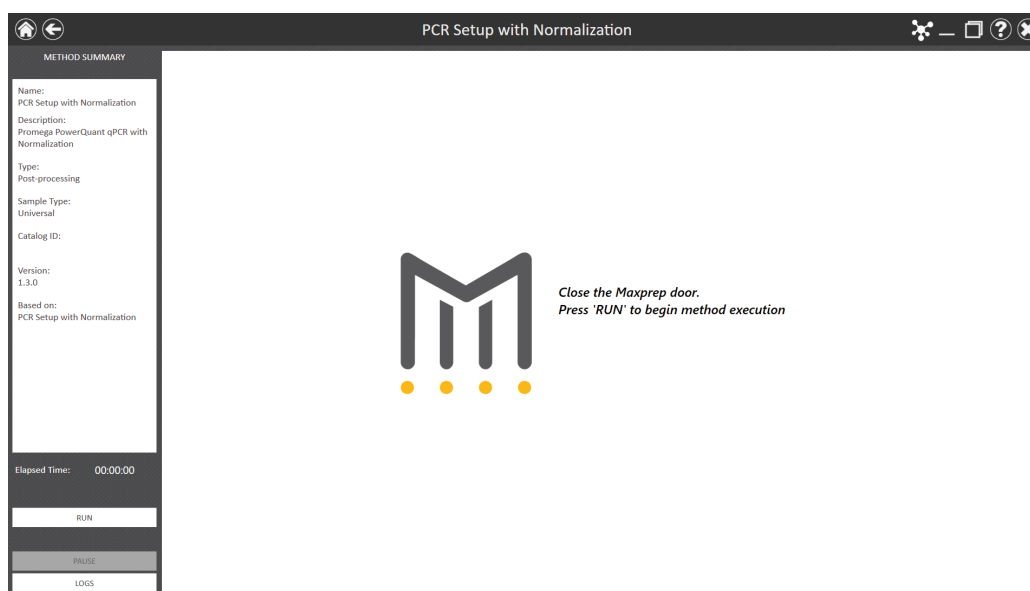 PCR Setup with Normalization
METHOD SUMMARY
Name:
PCR Setup with Normalization
Description:
Promega PowerQuant qPCR with
Normalization
Type:
Post-processing
Sample Type:
Universal
Catalog ID:
Version:
1.3.0
Based on:
PCR Setup with Normalization
Elapsed Time: 00:00:00
RUN
PAUSE
LOGS
Close the Maxprep door.
Press 'RUN' to begin method execution